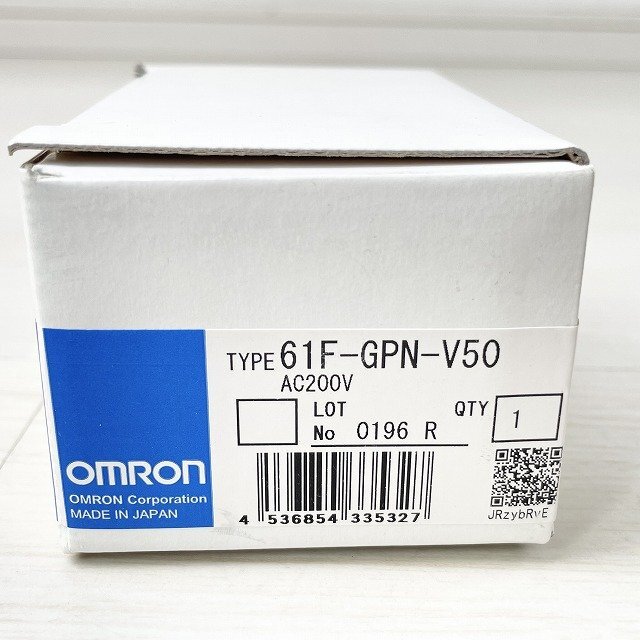 TYPE 61F-GPN-V50
AC200V
LOT
No 0196 R
QTY
1
OMRON
OMRON Corporation
MADE IN JAPAN
4 536854 335327
JRzybRvE